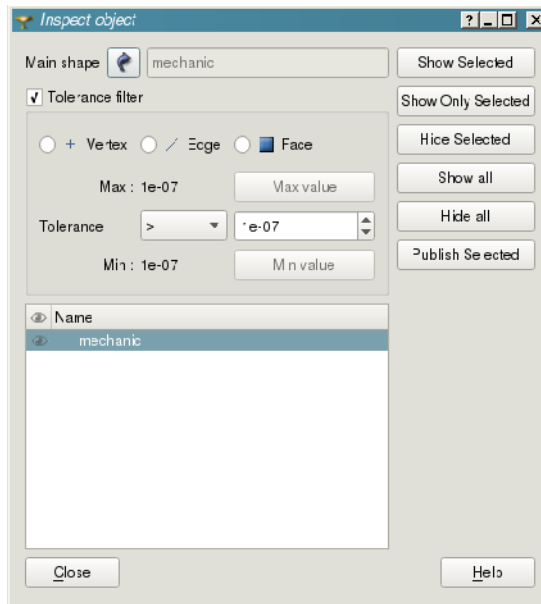 Inspect object
Main shape mechanic
Show Selected
Tolerance filter
Show Only Selected
Vertex Edge Face
Hide Selected
Max : 1e-07 Max value
Show all
Tolerance > 1e-07
Hide all
Min : 1e-07 Min value
Publish Selected
Name
mechanic
Close
Help